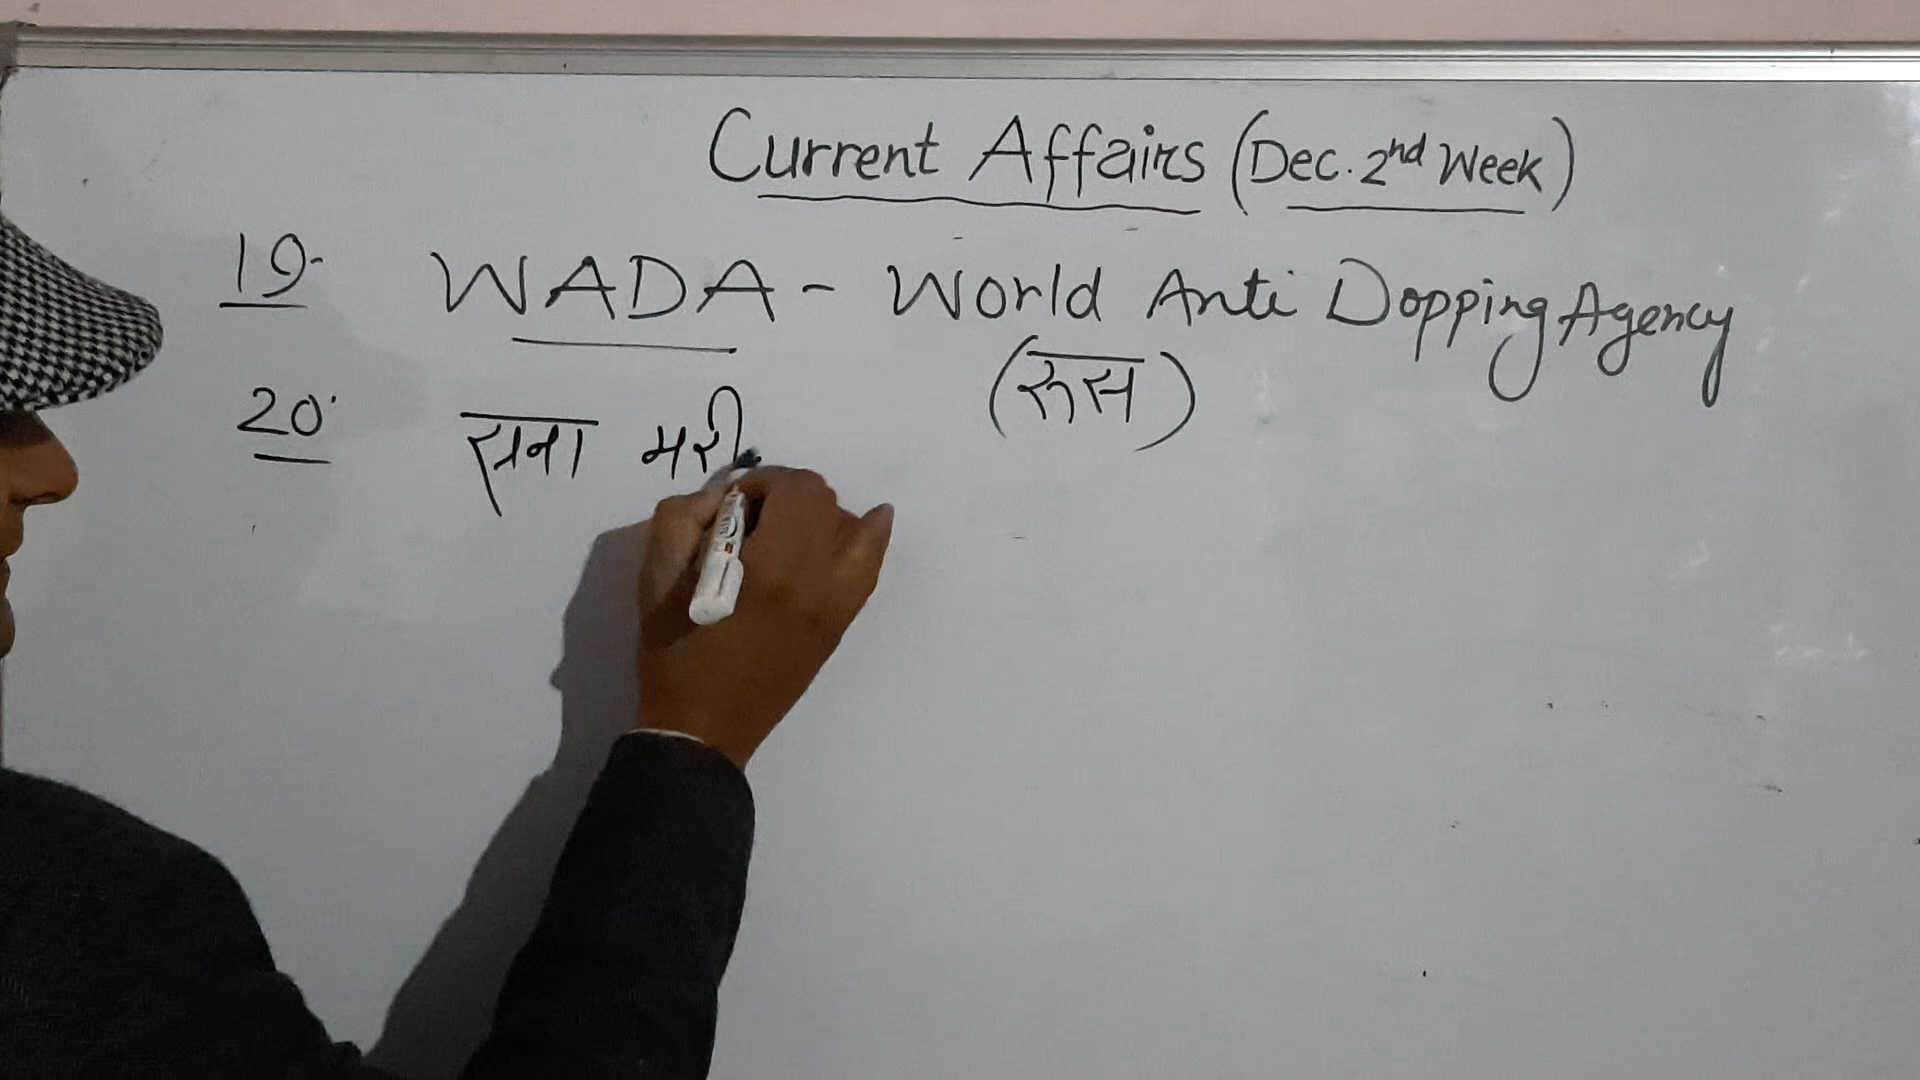 Current Affairs (Dec. 2nd Week)
19. WADA - World Anti Dopping Agency
(रूस)
20. सना मरी